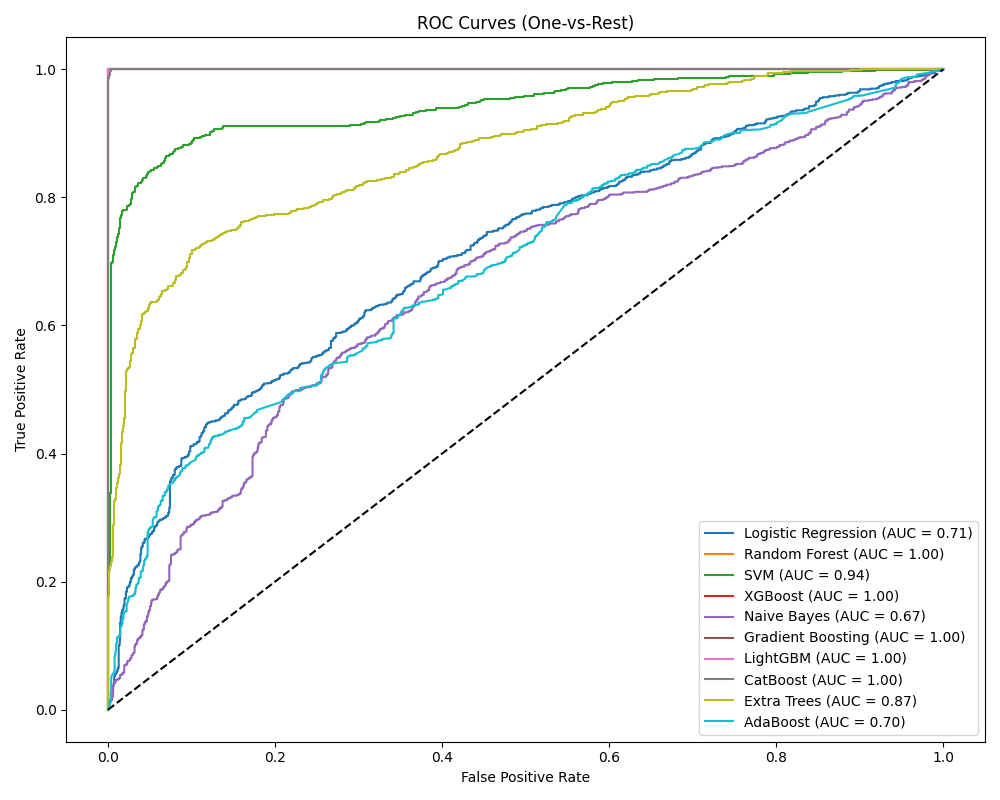 ROC Curves (One-vs-Rest)
True Positive Rate
1.0
0.8
0.6
0.4
0.2
0.0
Logistic Regression (AUC = 0.71)
Random Forest (AUC = 1.00)
SVM (AUC = 0.94)
XGBoost (AUC = 1.00)
Naive Bayes (AUC = 0.67)
Gradient Boosting (AUC = 1.00)
LightGBM (AUC = 1.00)
CatBoost (AUC = 1.00)
Extra Trees (AUC = 0.87)
AdaBoost (AUC = 0.70)
0.0 0.2 0.4 0.6 0.8 1.0
False Positive Rate